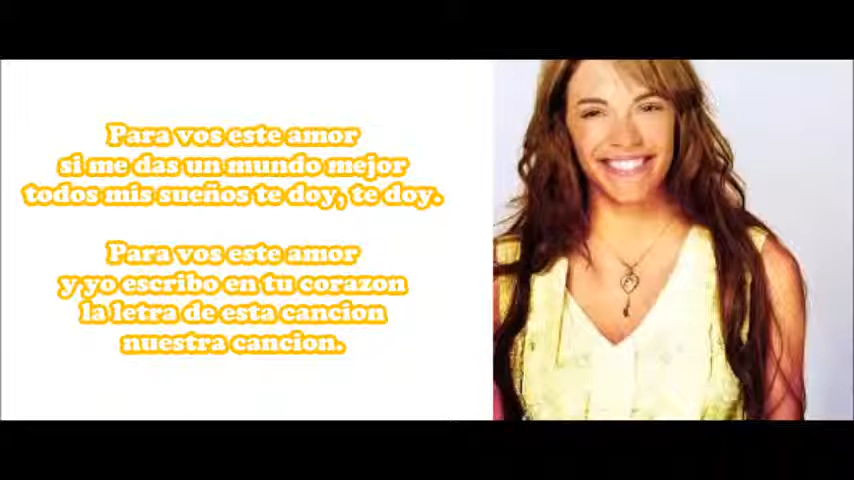 Para vos este amor
si me das un mundo mejor
todos mis sueños te doy, te doy.
Para vos este amor
y yo escribo en tu corazon
la letra de esta cancion
nuestra cancion.